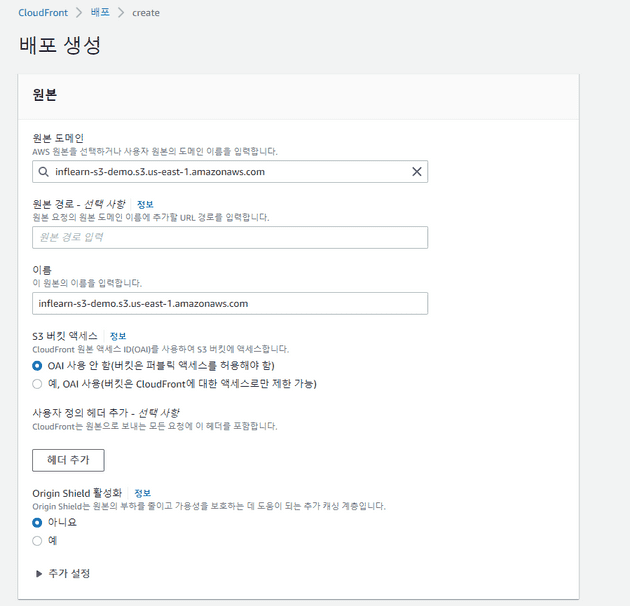 CloudFront > 배포 > create
배포 생성
원본
원본 도메인
AWS 원본을 선택하거나 사용자 원본의 도메인 이름을 입력합니다.
inflearn-s3-demo.s3.us-east-1.amazonaws.com
원본 경로 - 선택 사항 정보
원본 요청의 원본 도메인 이름에 추가할 URL 경로를 입력합니다.
원본 경로 입력
이름
이 원본의 이름을 입력합니다.
inflearn-s3-demo.s3.us-east-1.amazonaws.com
S3 버킷 액세스 정보
CloudFront 원본 액세스 ID(OAI)를 사용하여 S3 버킷에 액세스합니다.
OAI 사용 안 함(버킷은 퍼블릭 액세스를 허용해야 함)
예, OAI 사용(버킷은 CloudFront에 대한 액세스로만 제한 가능)
사용자 정의 헤더 추가 - 선택 사항
CloudFront는 원본으로 보내는 모든 요청에 이 헤더를 포함합니다.
헤더 추가
Origin Shield 활성화 정보
Origin Shield는 원본의 부하를 줄이고 가용성을 보호하는 데 도움이 되는 추가 캐싱 계층입니다.
아니요
예
추가 설정